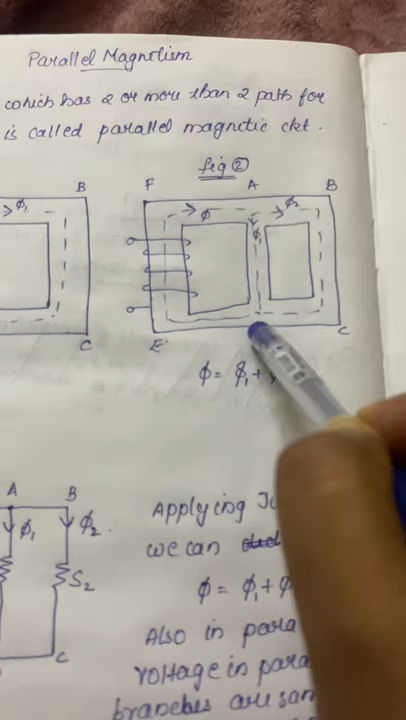 Parallel Magnetism
which has 2 or more than 2 path for
is called parallel magnetic ckt.
fig ②
B
F A B
ϕ₁
ϕ
ϕ₂
C
E C
ϕ = ϕ₁ +
A B
ϕ₁ ϕ₂
S₂
C
Applying
we can
ϕ = ϕ₁ + ϕ
Also in para
voltage in para
branches are sam